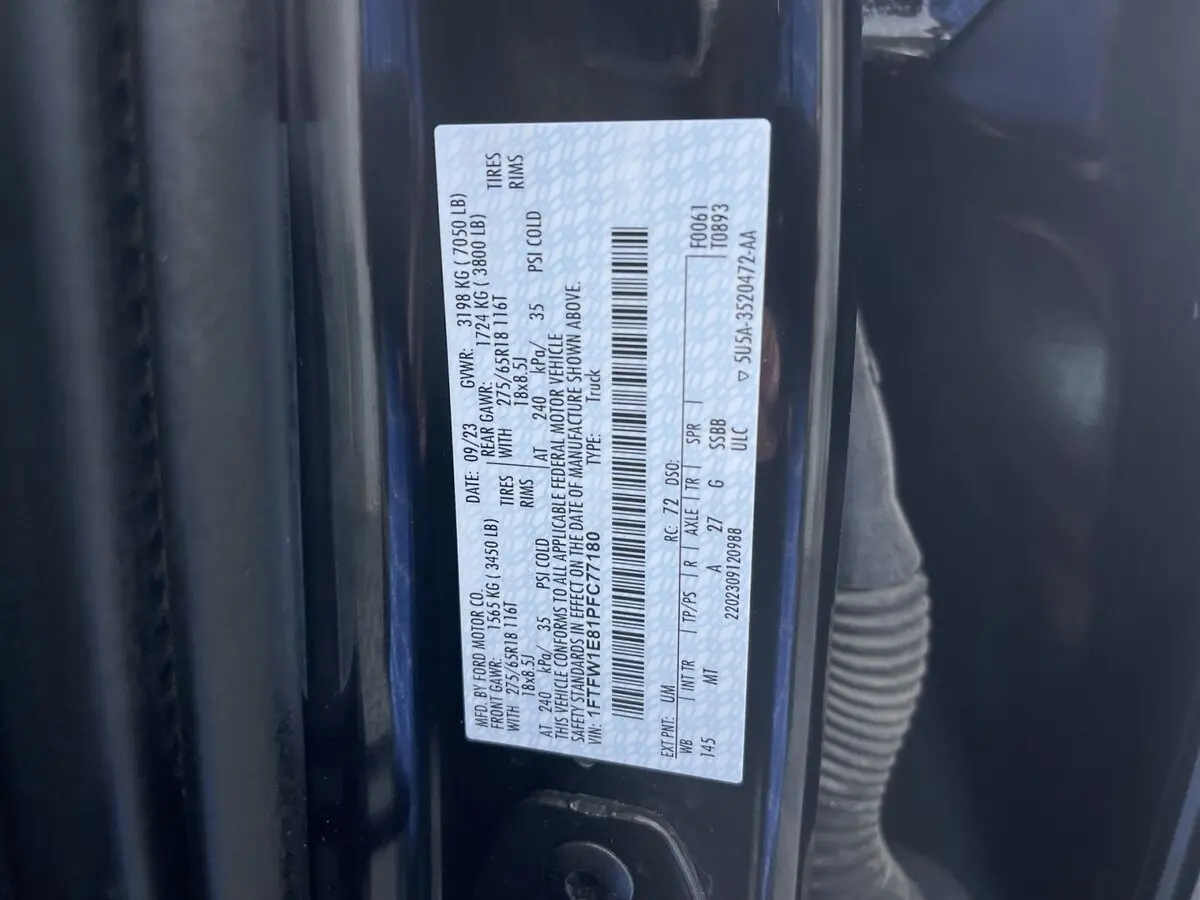 MFD. BY FORD MOTOR CO.
DATE: 09/23 GVWR: 3198 KG ( 7050 LB)
FRONT GAWR: 1565 KG ( 3450 LB) REAR GAWR: 1724 KG ( 3800 LB)
WITH 275/65R18 116T TIRES WITH 275/65R18 116T TIRES
18x8.5J RIMS 18x8.5J RIMS
AT 240 kPa/ 35 PSI COLD AT 240 kPa/ 35 PSI COLD
THIS VEHICLE CONFORMS TO ALL APPLICABLE FEDERAL MOTOR VEHICLE
SAFETY STANDARDS IN EFFECT ON THE DATE OF MANUFACTURE SHOWN ABOVE.
VIN: 1FTFW1E81PFC77180 TYPE: Truck
EXT PNT: UM RC: 72 DSO: F0061
WB INT TR TP/PS R AXLE TR SPR T0893
145 MT A 27 G SSBB
2202309120988 ULC ▽ 5U5A-3520472-AA